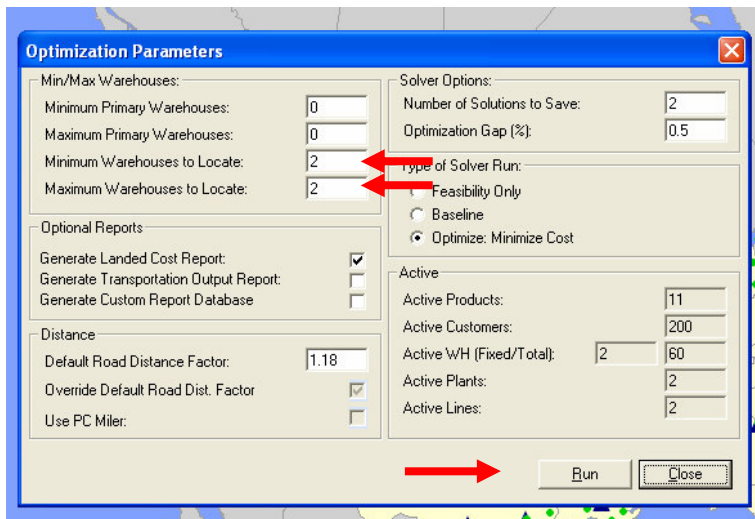 Optimization Parameters
Min/Max Warehouses:
Minimum Primary Warehouses: 0
Maximum Primary Warehouses: 0
Minimum Warehouses to Locate: 2
Maximum Warehouses to Locate: 2
Optional Reports
Generate Landed Cost Report:
Generate Transportation Output Report:
Generate Custom Report Database
Distance
Default Road Distance Factor: 1.18
Override Default Road Dist. Factor
Use PC Miler:
Solver Options:
Number of Solutions to Save: 2
Optimization Gap (%): 0.5
Type of Solver Run:
Feasibility Only
Baseline
Optimize: Minimize Cost
Active
Active Products: 11
Active Customers: 200
Active WH (Fixed/Total): 2 60
Active Plants: 2
Active Lines: 2
Run Close